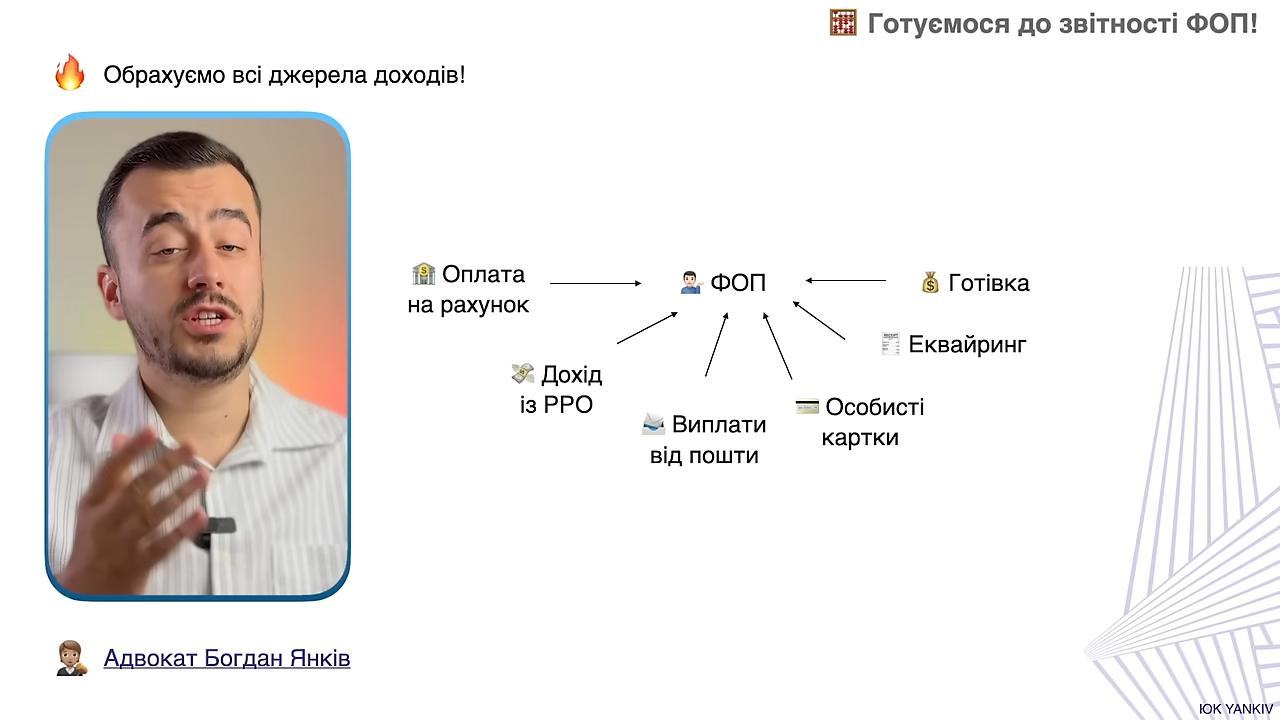 Готуємося до звітності ФОП!
Обрахуємо всі джерела доходів!
Оплата
на рахунок
ФОП
Готівка
Еквайринг
Дохід
із РРО
Особисті
картки
Виплати
від пошти
Адвокат Богдан Янків
ЮК YANKIV